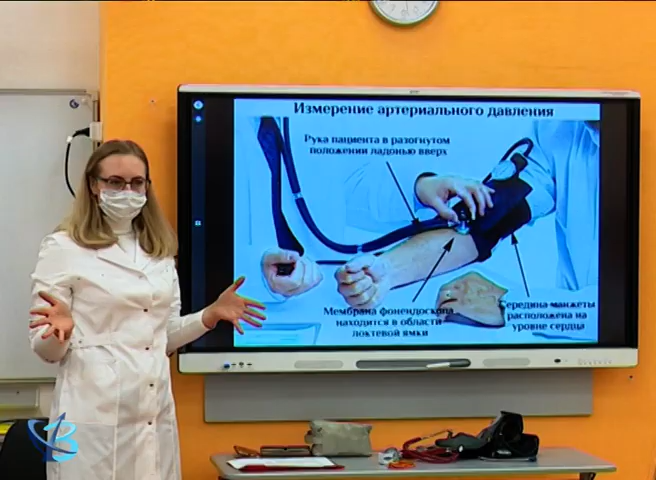 Измерение артериального давления
Рука пациента в разогнутом
положении ладонью вверх
Мембрана фонендоскопа
находится в области
локтевой ямки
Середина манжеты
расположена на
уровне сердца